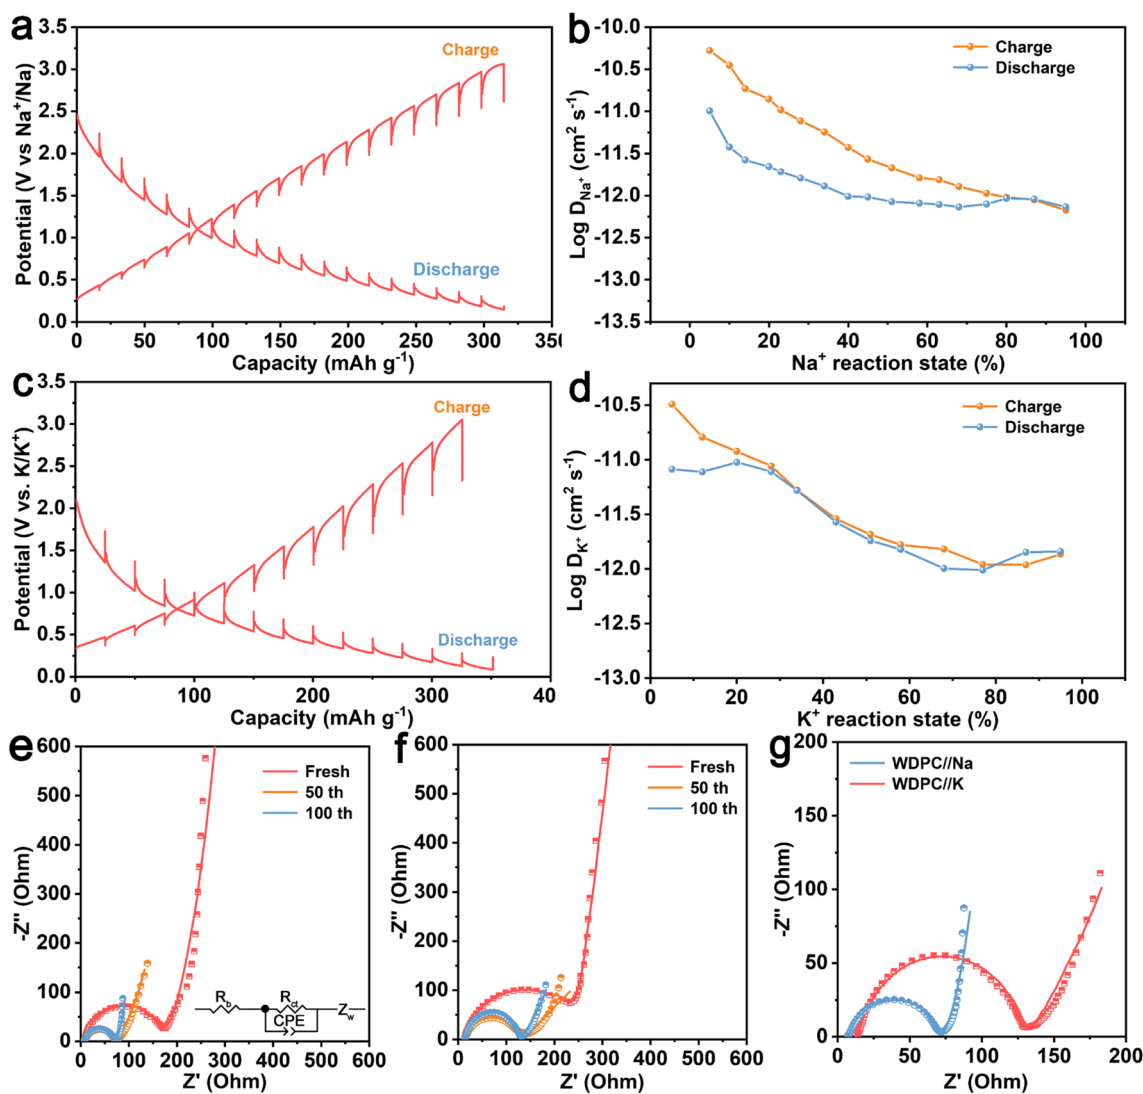 a
3.5
3.0
2.5
2.0
1.5
1.0
0.5
0.0
Potential (V vs Na⁺/Na)
Charge
Discharge
0 50 100 150 200 250 300 350
Capacity (mAh g⁻¹)
b
-10.0
-10.5
-11.0
-11.5
-12.0
-12.5
-13.0
-13.5
Log D_Na⁺ (cm² s⁻¹)
Charge
Discharge
0 20 40 60 80 100
Na⁺ reaction state (%)
c
3.5
3.0
2.5
2.0
1.5
1.0
0.5
0.0
Potential (V vs. K/K⁺)
Charge
Discharge
0 100 200 300 40
Capacity (mAh g⁻¹)
d
-10.5
-11.0
-11.5
-12.0
-12.5
-13.0
Log D_K⁺ (cm² s⁻¹)
Charge
Discharge
0 20 40 60 80 100
K⁺ reaction state (%)
e
600
500
400
300
200
100
0
-Z" (Ohm)
Fresh
50 th
100 th
R_b
R_ct
CPE
Z_w
0 100 200 300 400 500 600
Z' (Ohm)
f
600
500
400
300
200
100
0
-Z" (Ohm)
Fresh
50 th
100 th
0 100 200 300 400 500 600
Z' (Ohm)
g
200
150
100
50
0
-Z" (Ohm)
WDPC//Na
WDPC//K
0 50 100 150 200
Z' (Ohm)